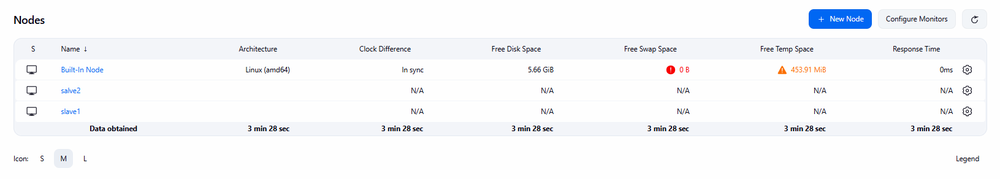 Nodes
+ New Node Configure Monitors
S Name ↓ Architecture Clock Difference Free Disk Space Free Swap Space Free Temp Space Response Time
Built-In Node Linux (amd64) In sync 5.66 GiB 0 B 453.91 MiB 0ms
salve2 N/A N/A N/A N/A N/A
slave1 N/A N/A N/A N/A N/A
Data obtained 3 min 28 sec 3 min 28 sec 3 min 28 sec 3 min 28 sec 3 min 28 sec 3 min 28 sec
Icon: S M L Legend